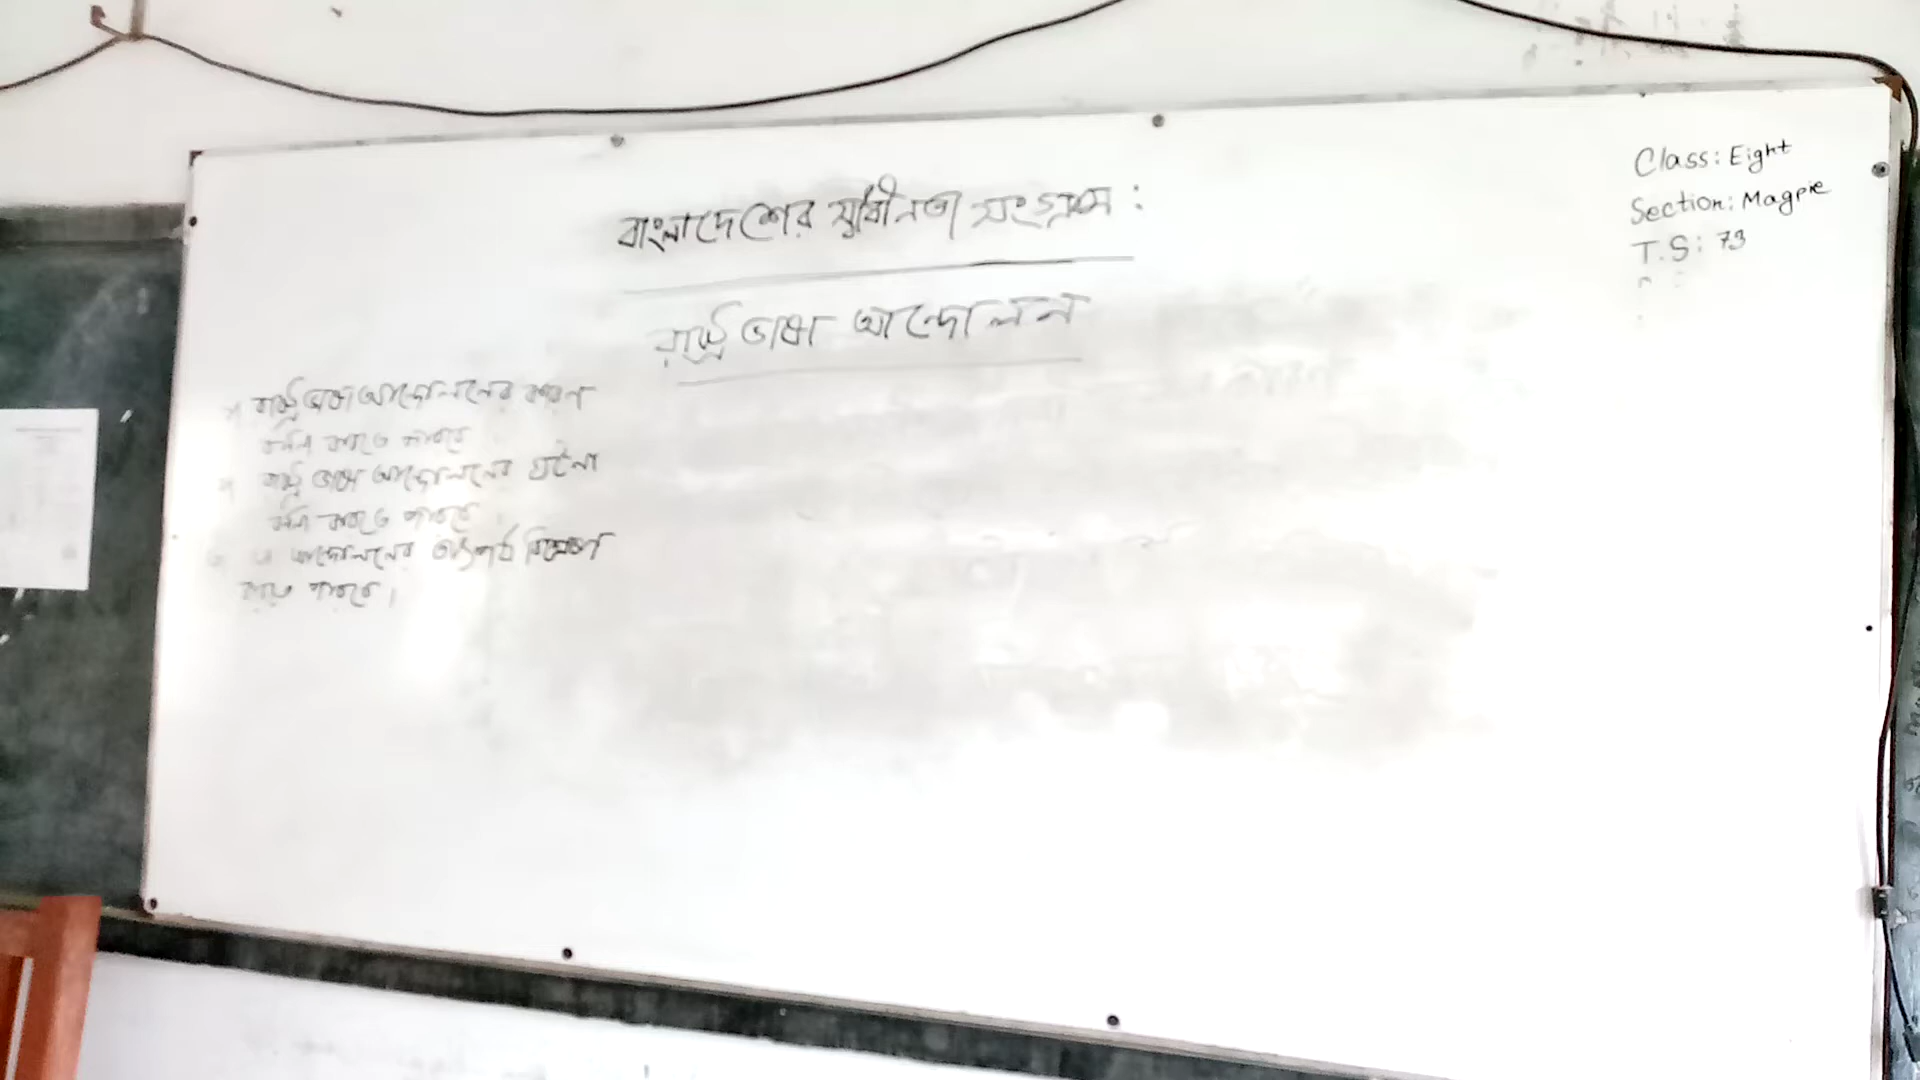 বাংলাদেশের স্বাধীনতা সংগ্রাম :
রাষ্ট্রভাষা আন্দোলন
Class: Eight
Section: Magpie
T.S: 73
রাষ্ট্রভাষা আন্দোলনের কারণ
বর্ণনা করতে পারবে
রাষ্ট্র ভাষা আন্দোলনের ঘটনা
বর্ণনা করতে পারবে
আন্দোলনের তাৎপর্য বিশ্লেষণ
করতে পারবে।